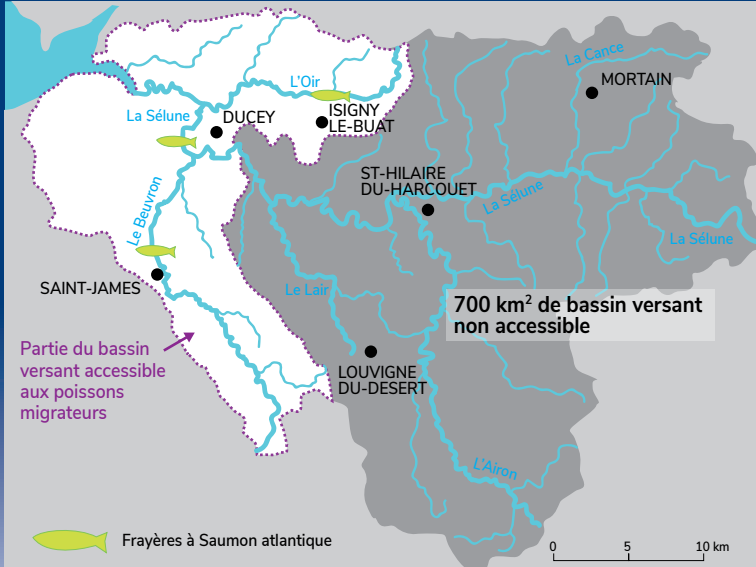 La Cance
MORTAIN
L'Oir
La Sélune
DUCEY
ISIGNY
LE-BUAT
ST-HILAIRE
DU-HARCOUET
La Sélune
La Sélune
Le Beuvron
SAINT-JAMES
Le Lair
700 km² de bassin versant
non accessible
Partie du bassin
versant accessible
aux poissons
migrateurs
LOUVIGNE
DU-DESERT
L'Airon
Frayères à Saumon atlantique
0 5 10 km